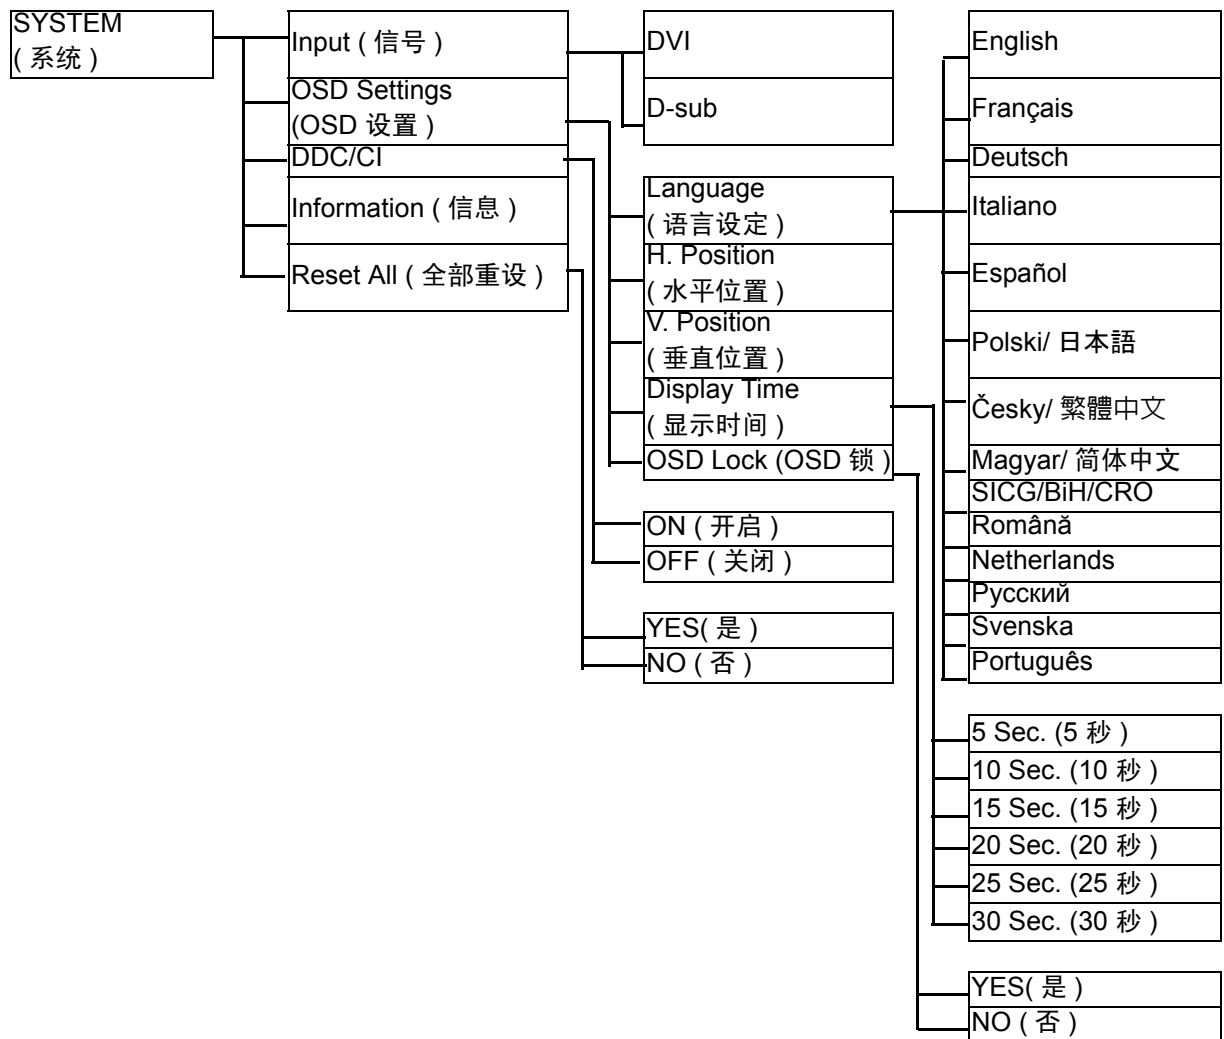 SYSTEM
( 系统 )
Input ( 信号 )
OSD Settings
(OSD 设置 )
DDC/CI
Information ( 信息 )
Reset All ( 全部重设 )
DVI
D-sub
Language
( 语言设定 )
H. Position
( 水平位置 )
V. Position
( 垂直位置 )
Display Time
( 显示时间 )
OSD Lock (OSD 锁 )
ON ( 开启 )
OFF ( 关闭 )
YES( 是 )
NO ( 否 )
English
Français
Deutsch
Italiano
Español
Polski/ 日本語
Česky/ 繁體中文
Magyar/ 简体中文
SICG/BiH/CRO
Română
Netherlands
Русский
Svenska
Português
5 Sec. (5 秒 )
10 Sec. (10 秒 )
15 Sec. (15 秒 )
20 Sec. (20 秒 )
25 Sec. (25 秒 )
30 Sec. (30 秒 )
YES( 是 )
NO ( 否 )